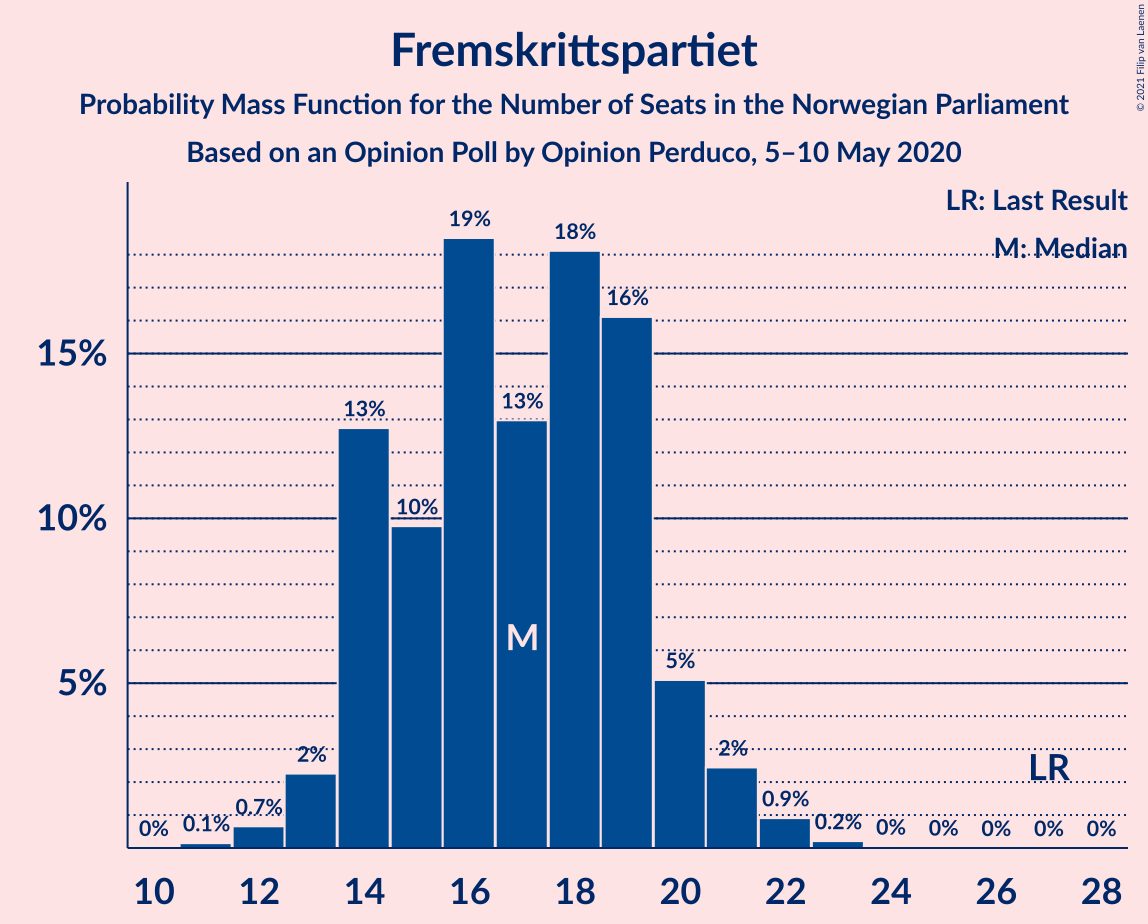 Fremskrittspartiet
Probability Mass Function for the Number of Seats in the Norwegian Parliament
Based on an Opinion Poll by Opinion Perduco, 5–10 May 2020
© 2021 Filip van Laenen
LR: Last Result
M: Median
19%
18%
16%
15%
13%
13%
10%
10%
M
5%
5%
2%
2%
LR
0.9%
0.7%
0.2%
0.1%
0%
0%
0%
0%
0%
0%
10 12 14 16 18 20 22 24 26 28